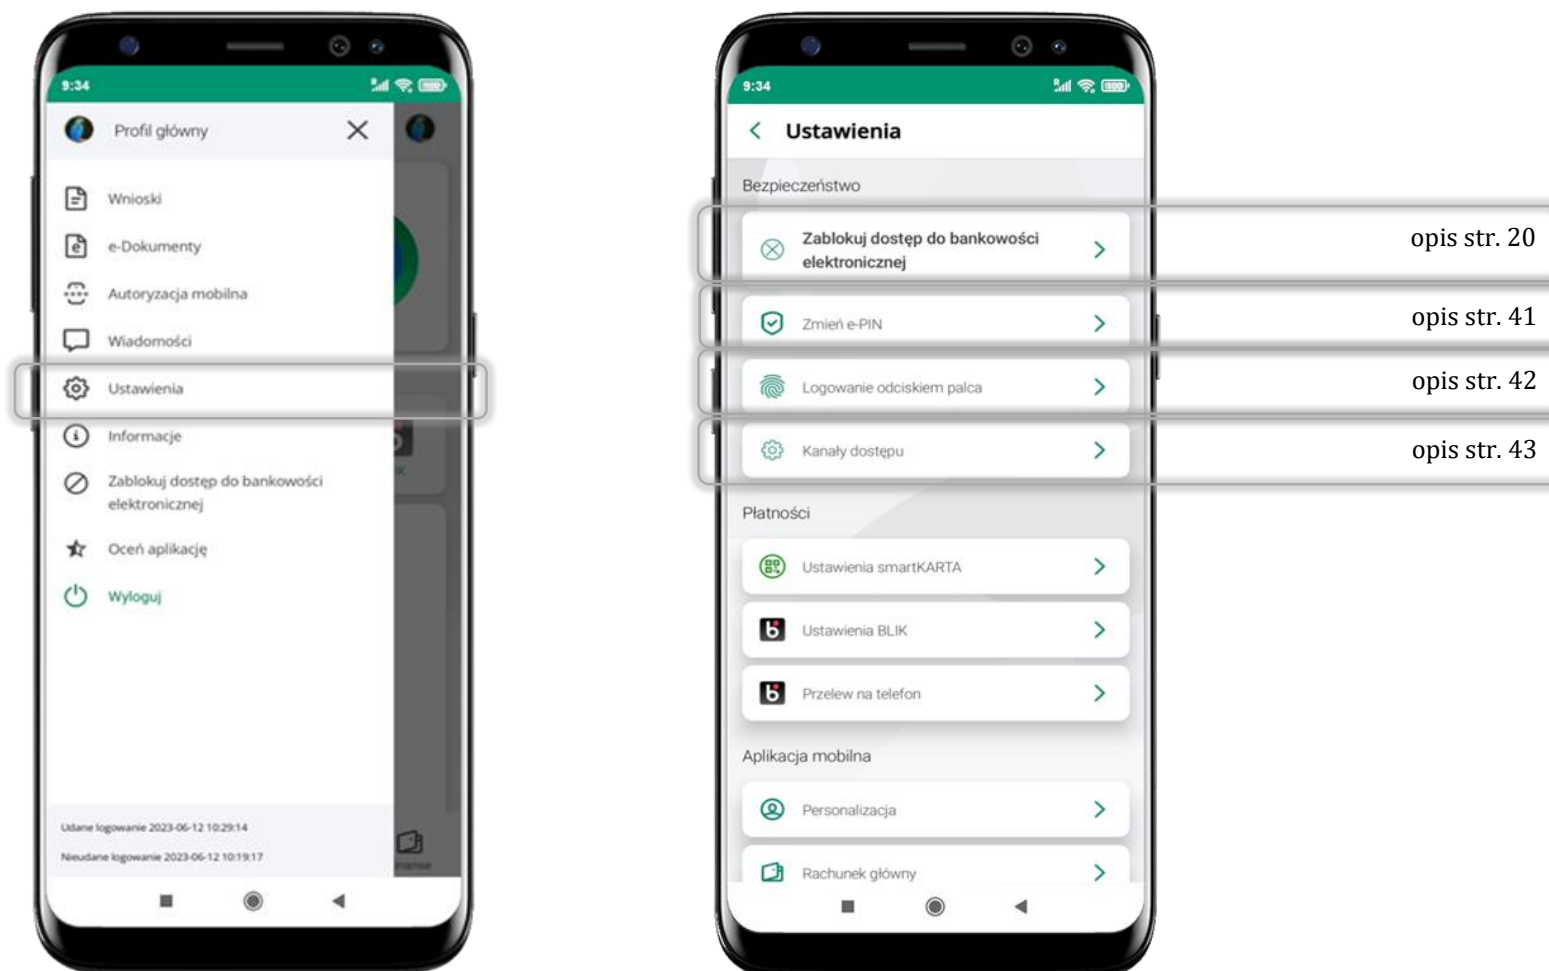 9:34
Profil główny
Wnioski
e-Dokumenty
Autoryzacja mobilna
Wiadomości
Ustawienia
Informacje
Zablokuj dostęp do bankowości
elektronicznej
Oceń aplikację
Wyloguj
Udane logowanie 2023-06-12 10:29:14
Nieudane logowanie 2023-06-12 10:19:17
9:34
Ustawienia
Bezpieczeństwo
Zablokuj dostęp do bankowości
elektronicznej
opis str. 20
Zmień e-PIN
opis str. 41
Logowanie odciskiem palca
opis str. 42
Kanały dostępu
opis str. 43
Płatności
Ustawienia smartKARTA
Ustawienia BLIK
Przelew na telefon
Aplikacja mobilna
Personalizacja
Rachunek główny